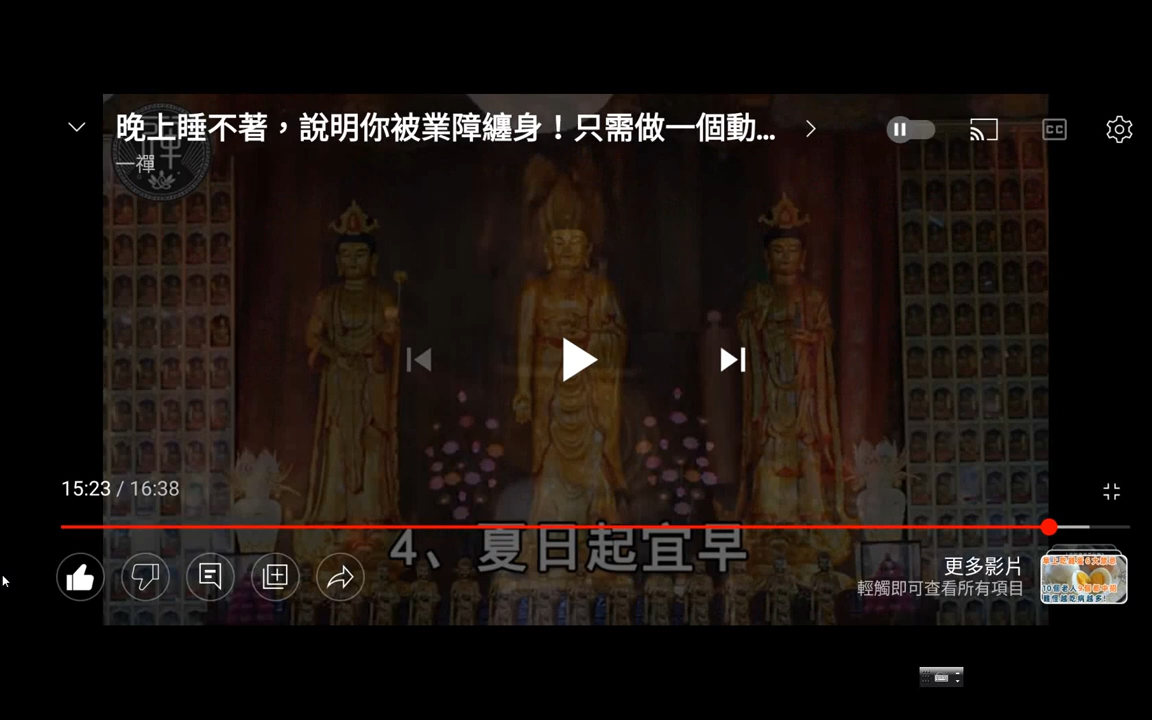 晚上睡不著，說明你被業障纏身！只需做一個動...
一禪
禪
CC
15:23 / 16:38
4、夏日起宜早
更多影片
輕觸即可查看所有項目